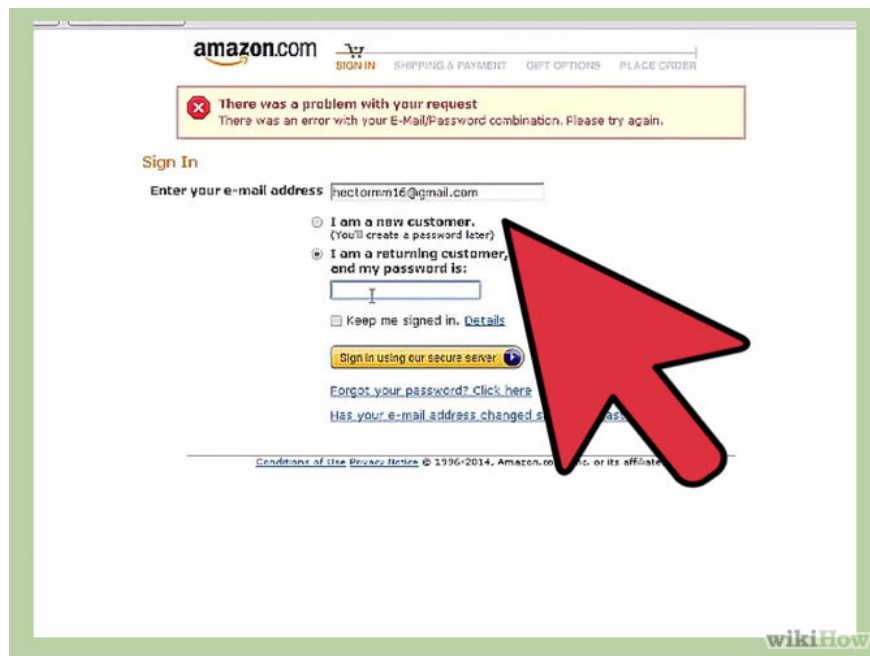 amazon.com
SIGN IN SHIPPING & PAYMENT GIFT OPTIONS PLACE ORDER
There was a problem with your request
There was an error with your E-Mail/Password combination. Please try again.
Sign In
Enter your e-mail address hectormm16@gmail.com
I am a new customer.
(You'll create a password later)
I am a returning customer,
and my password is:
Keep me signed in. Details
Sign in using our secure server
Forgot your password? Click here
Has your e-mail address changed
Conditions of Use Privacy Notice © 1996-2014, Amazon.co nc. or its affiliate
wikiHow